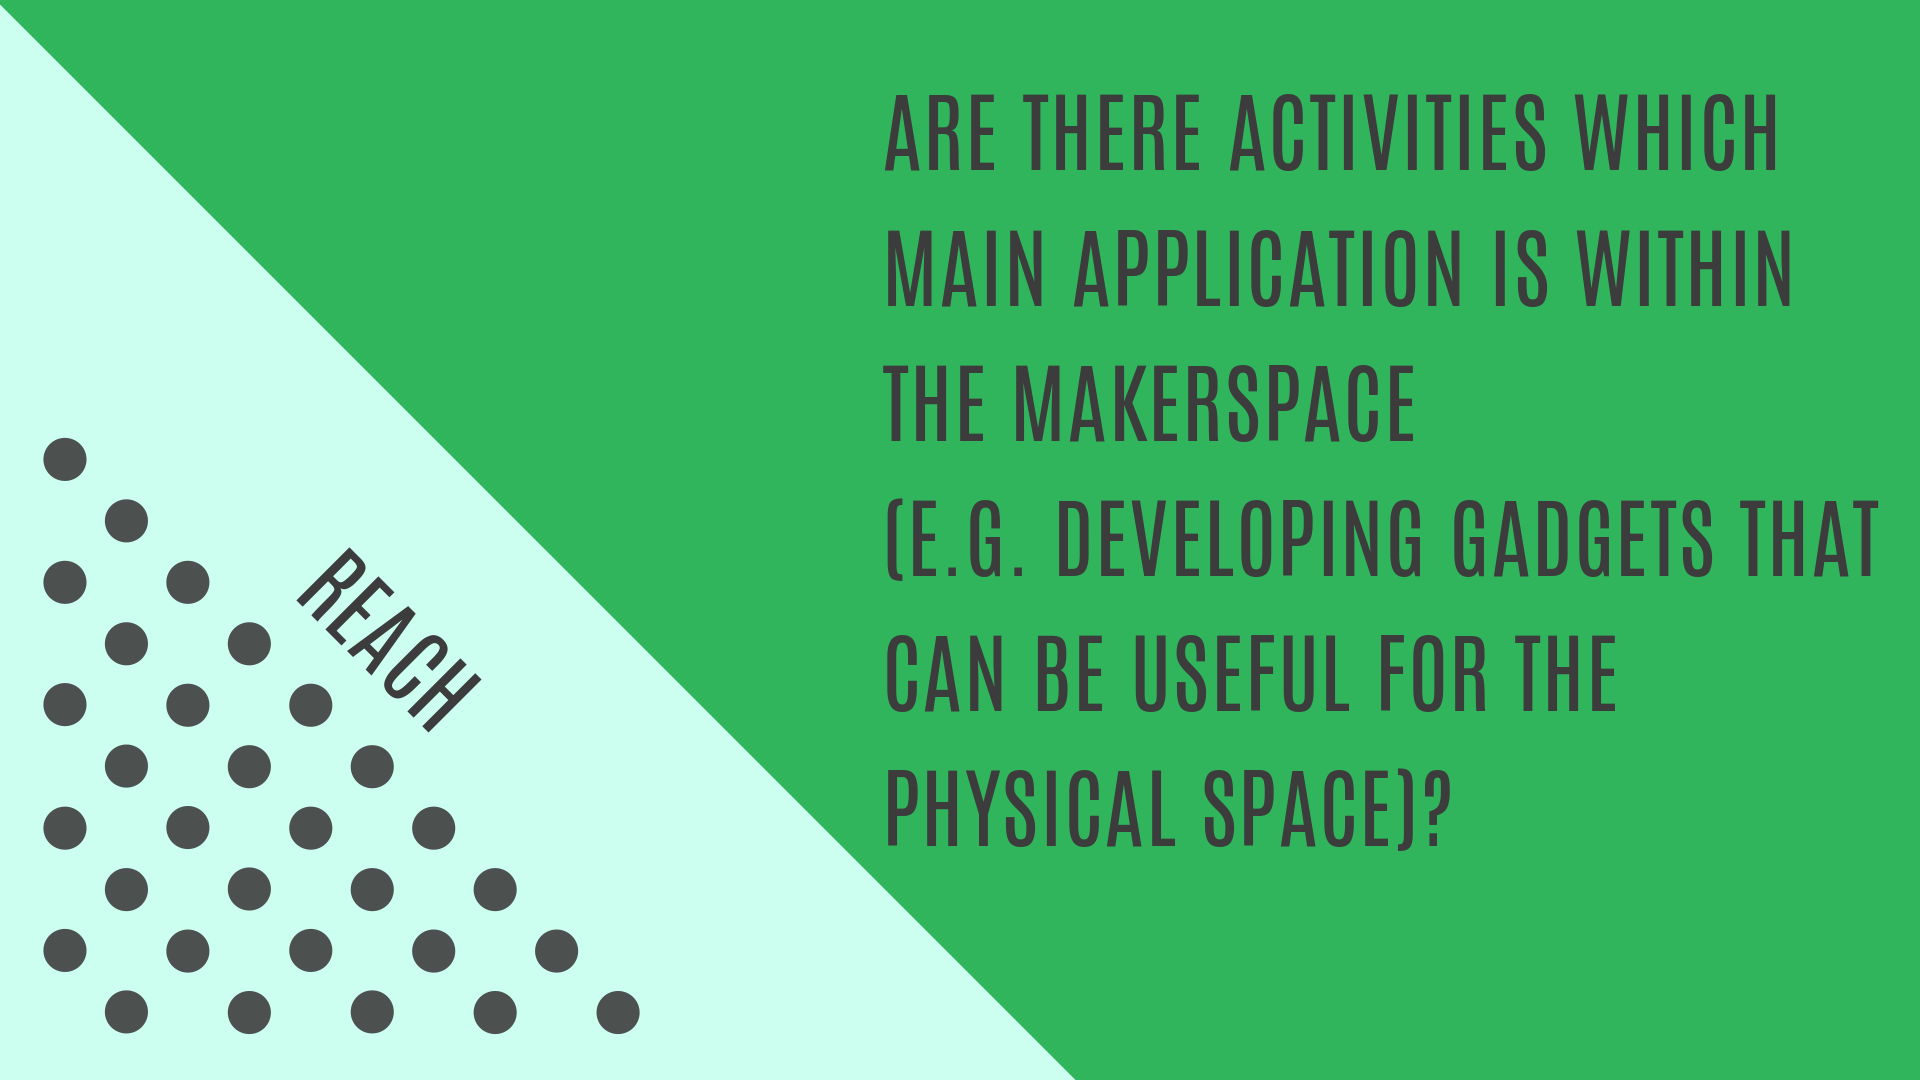 ARE THERE ACTIVITIES WHICH
MAIN APPLICATION IS WITHIN
THE MAKERSPACE
(E.G. DEVELOPING GADGETS THAT
CAN BE USEFUL FOR THE
PHYSICAL SPACE)?
REACH